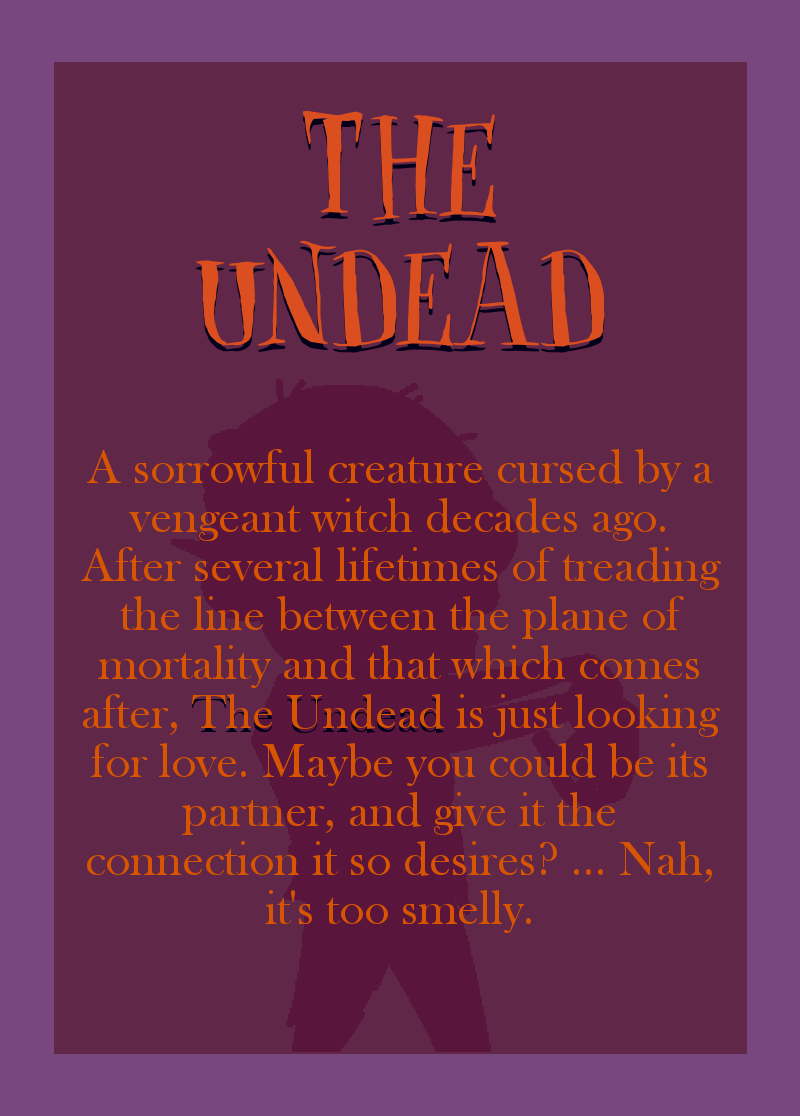 THE
UNDEAD
A sorrowful creature cursed by a
vengeant witch decades ago.
After several lifetimes of treading
the line between the plane of
mortality and that which comes
after, The Undead is just looking
for love. Maybe you could be its
partner, and give it the
connection it so desires? ... Nah,
it's too smelly.